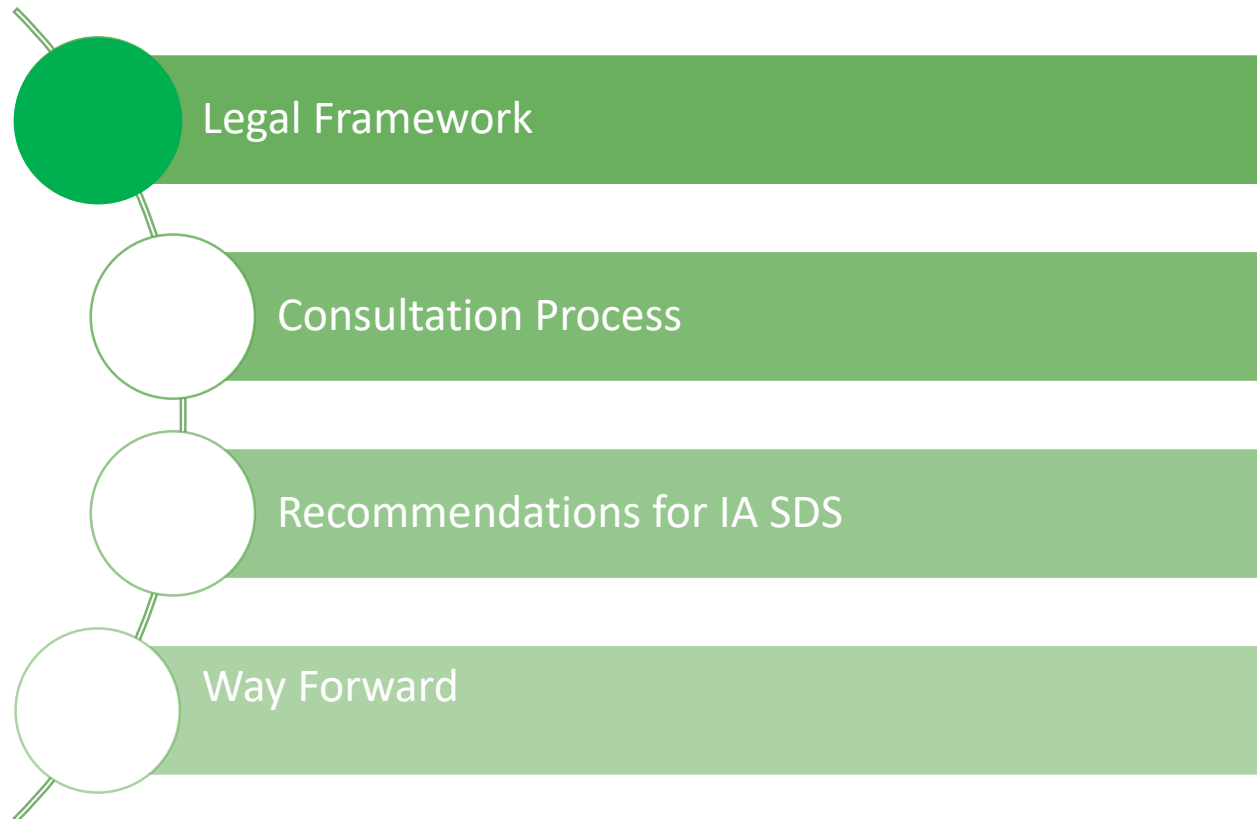 Legal Framework
Consultation Process
Recommendations for IA SDS
Way Forward